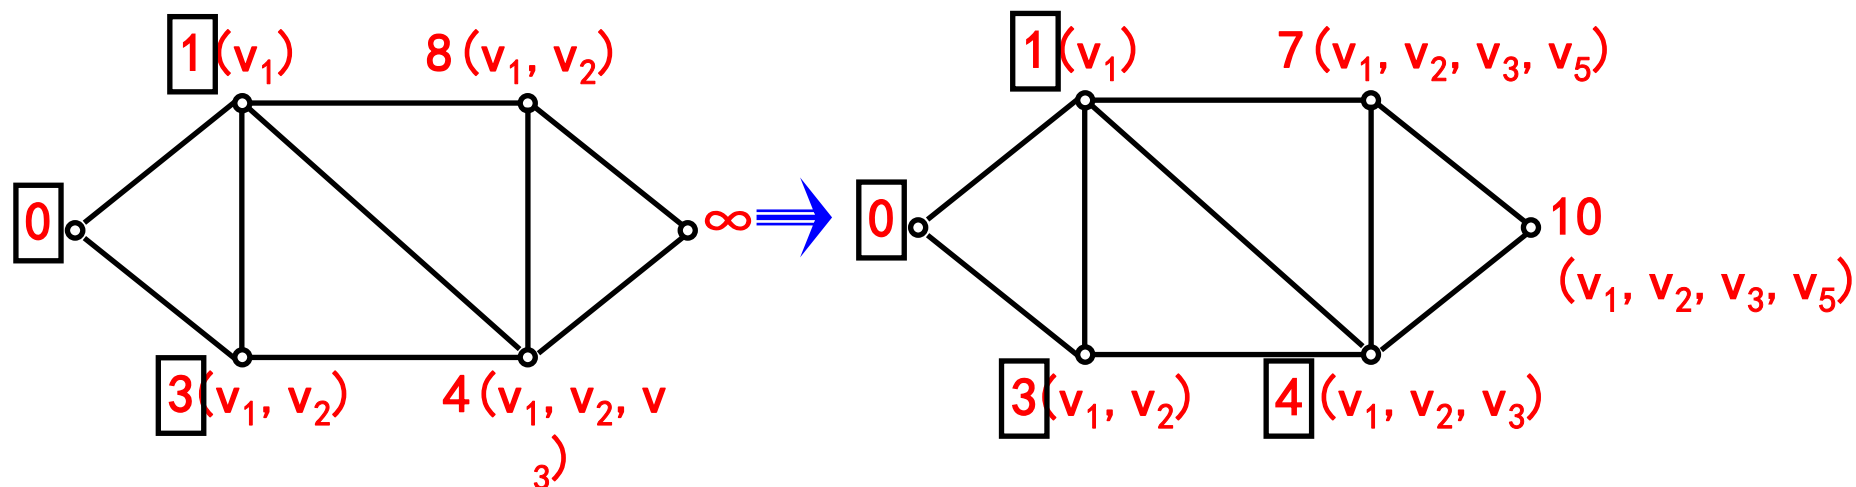 1(v1)
8(v1, v2)
0
∞
3(v1, v2)
4(v1, v2, v
3)
1(v1)
7(v1, v2, v3, v5)
0
10
(v1, v2, v3, v5)
3(v1, v2)
4(v1, v2, v3)